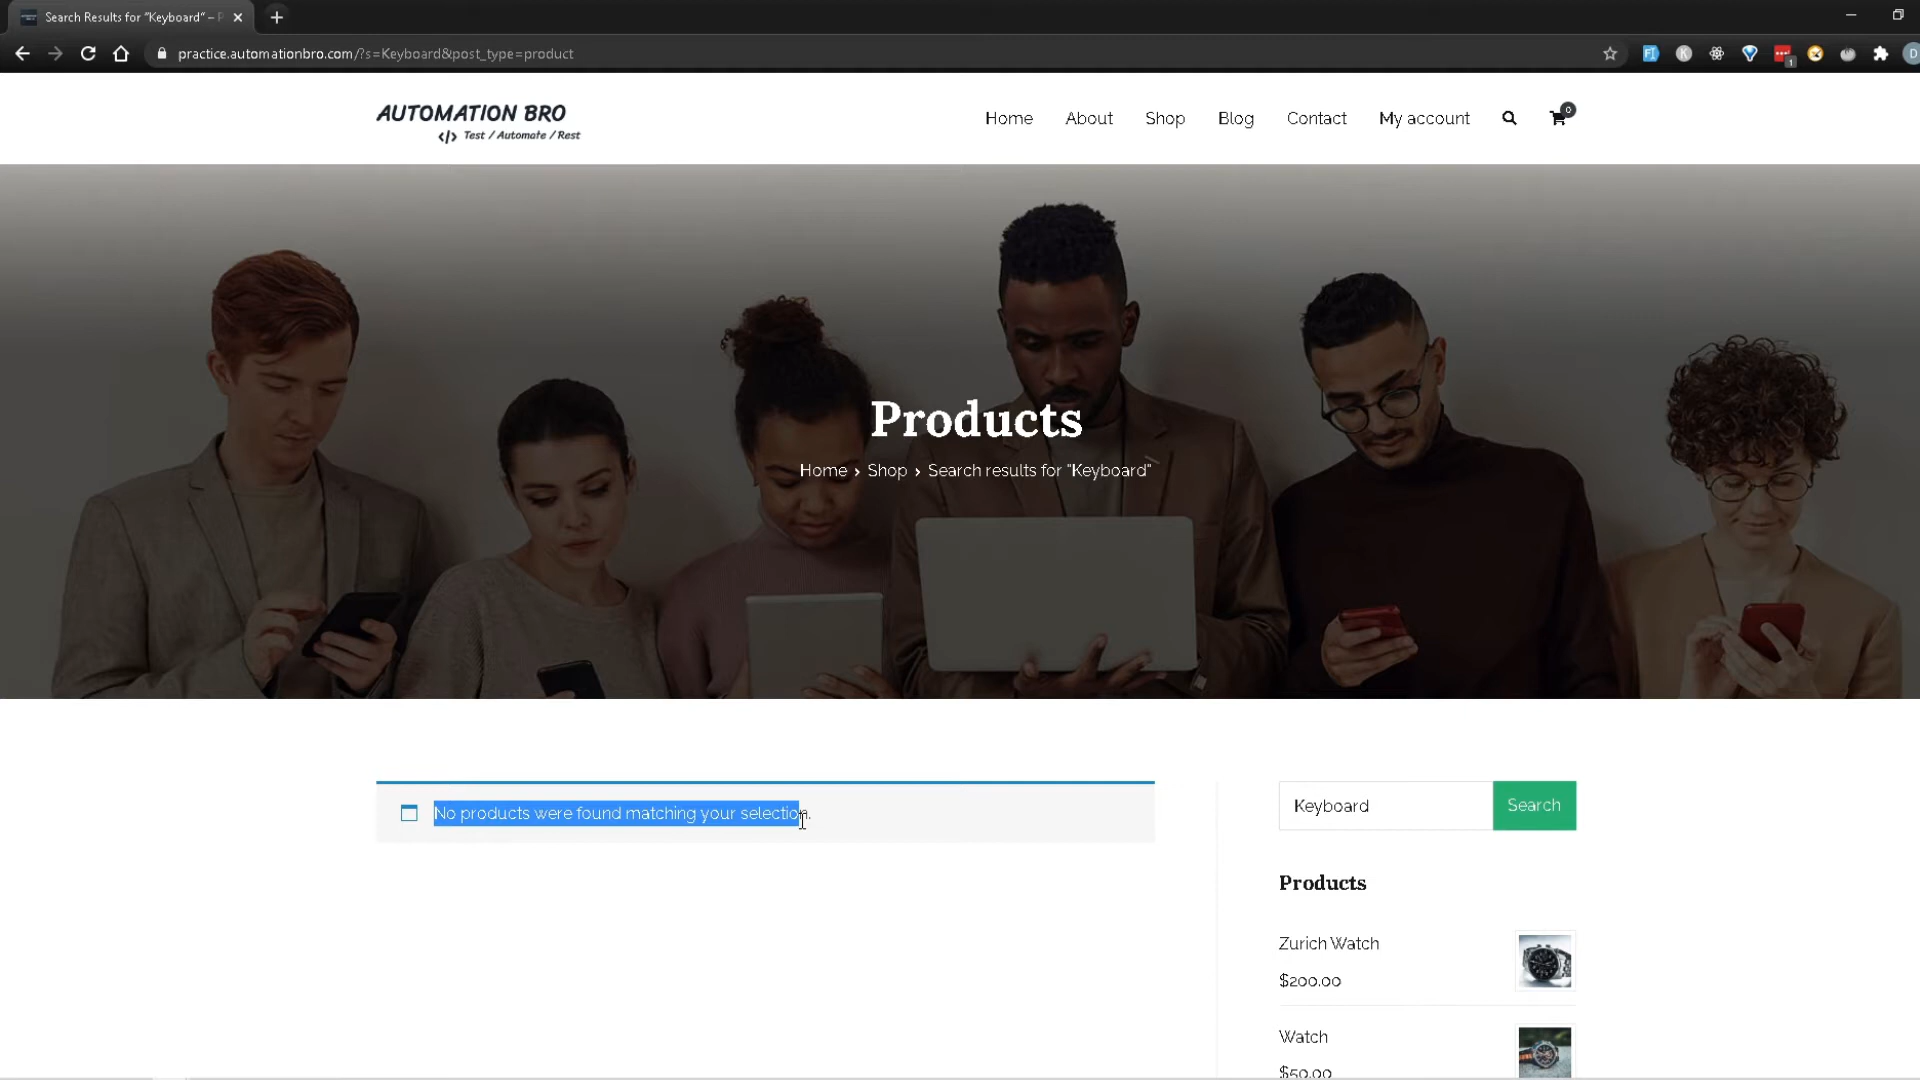 Search Results for “Keyboard” – P
practice.automationbro.com/?s=Keyboard&post_type=product
1
D
AUTOMATION BRO
</> Test / Automate / Rest
Home
About
Shop
Blog
Contact
My account
0
Products
Home › Shop › Search results for "Keyboard"
No products were found matching your selection.
Keyboard
Search
Products
Zurich Watch
$200.00
Watch
$50.00